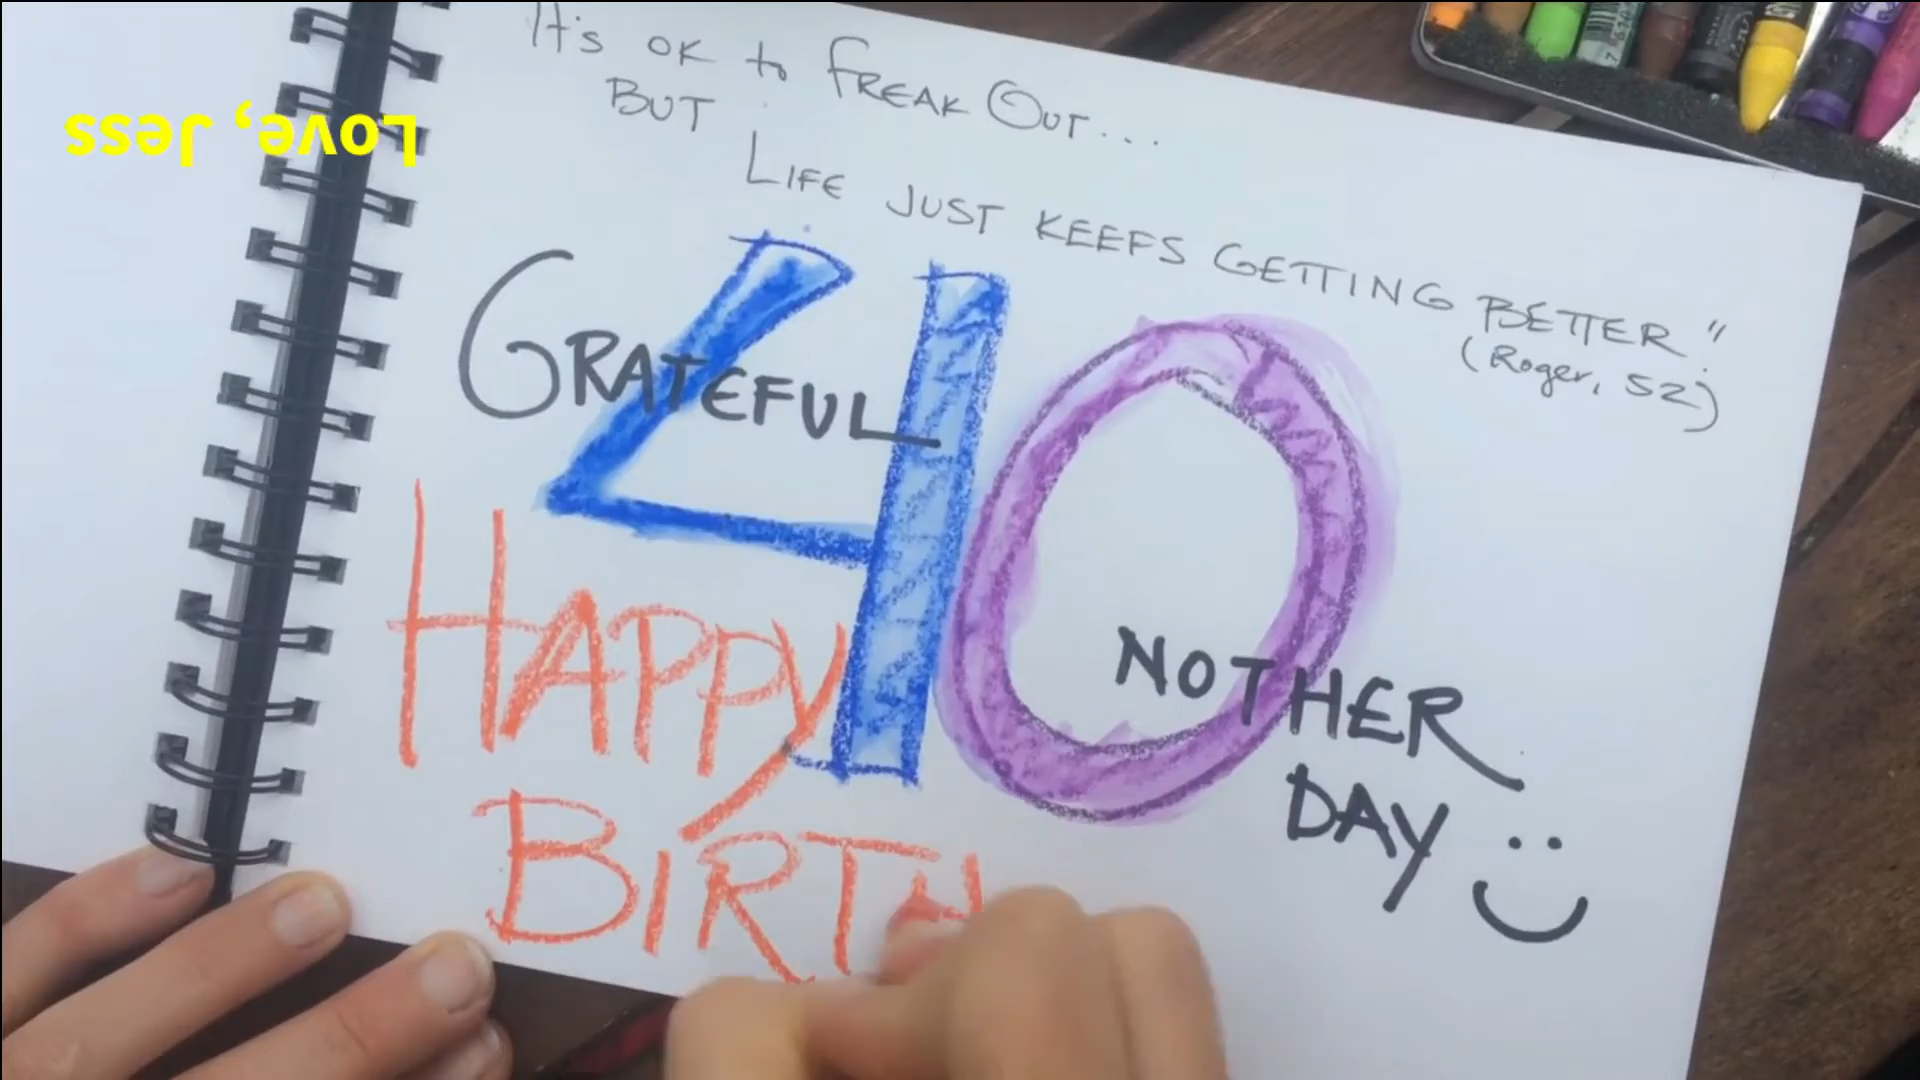 It's OK to FREAK OUT...
BUT
LIFE JUST KEEPS GETTING BETTER"
(Roger, 52)
Love, Jess
GRATEFUL
40
HAPPY
NOTHER
DAY
BIRTH